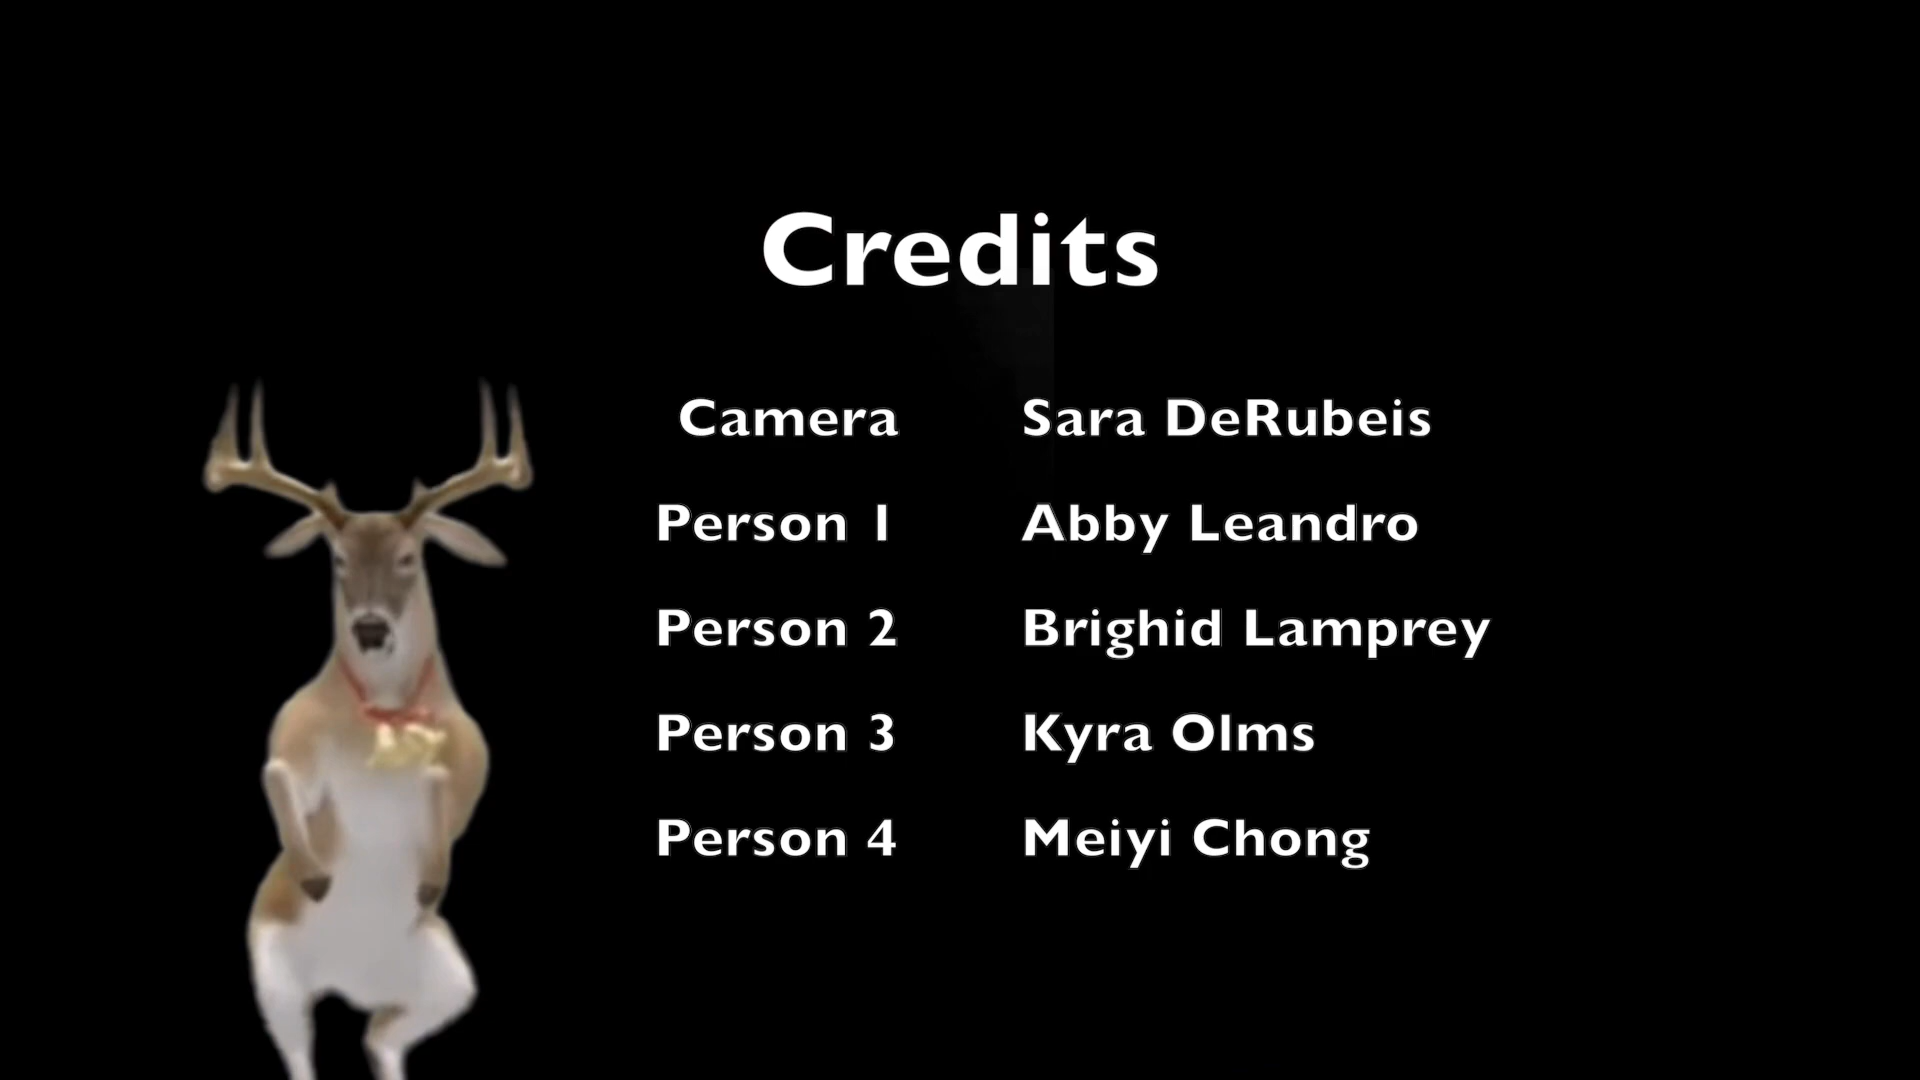 Credits
Camera Sara DeRubeis
Person 1 Abby Leandro
Person 2 Brighid Lamprey
Person 3 Kyra Olms
Person 4 Meiyi Chong